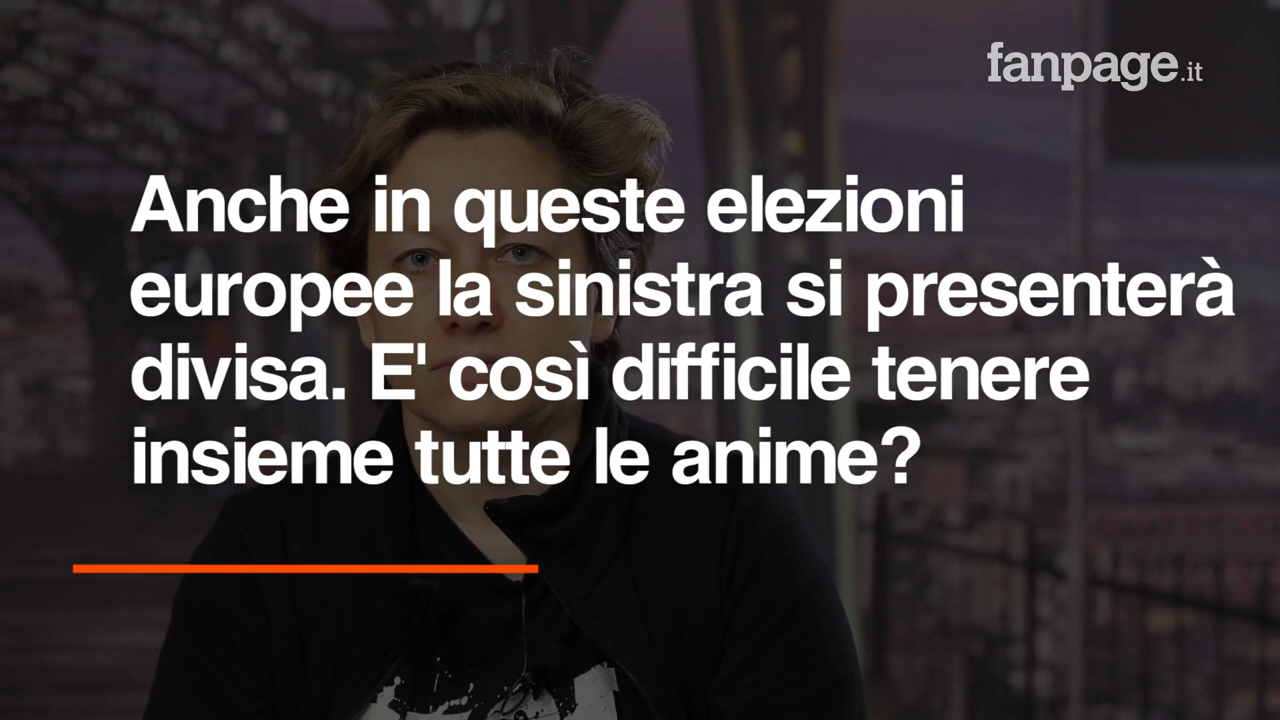 fanpage.it
Anche in queste elezioni
europee la sinistra si presenterà
divisa. E' così difficile tenere
insieme tutte le anime?